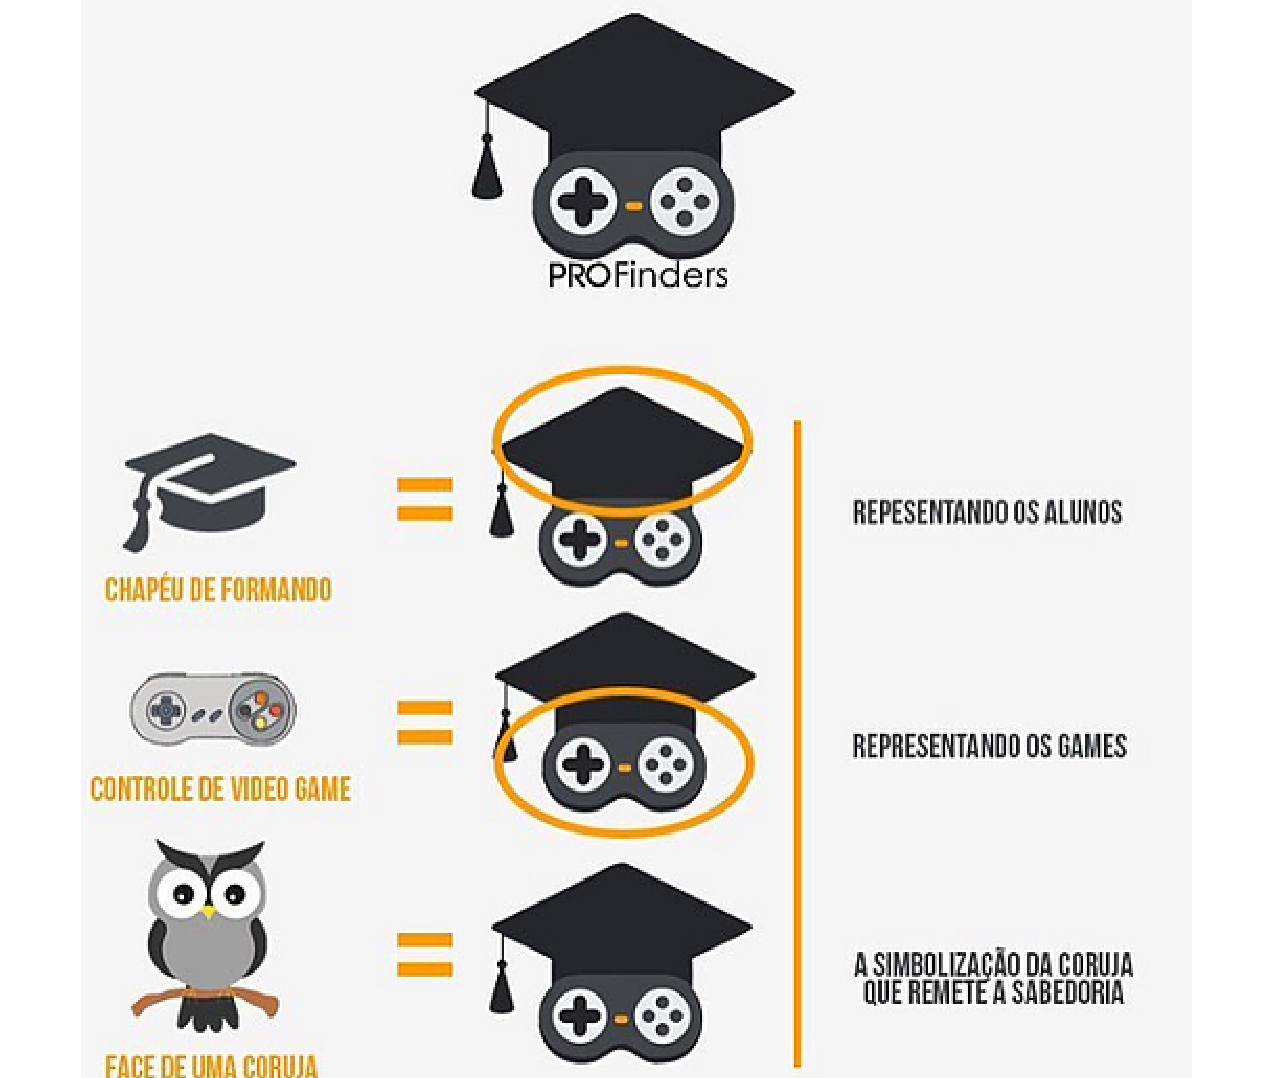 PROFinders
REPESENTANDO OS ALUNOS
CHAPÉU DE FORMANDO
REPRESENTANDO OS GAMES
CONTROLE DE VIDEO GAME
A SIMBOLIZAÇÃO DA CORUJA
QUE REMETE A SABEDORIA
FACE DE UMA CORUJA